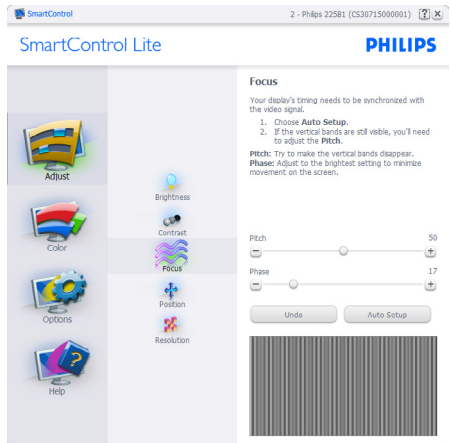 SmartControl
2 - Philips 225B1 (CS30715000001)
SmartControl Lite
PHILIPS
Adjust
Color
Options
Help
Brightness
Contrast
Focus
Position
Resolution
Focus
Your display's timing needs to be synchronized with
the video signal.
1. Choose Auto Setup.
2. If the vertical bands are still visible, you'll need
to adjust the Pitch.
Pitch: Try to make the vertical bands disappear.
Phase: Adjust to the brightest setting to minimize
movement on the screen.
Pitch 50
Phase 17
Undo
Auto Setup